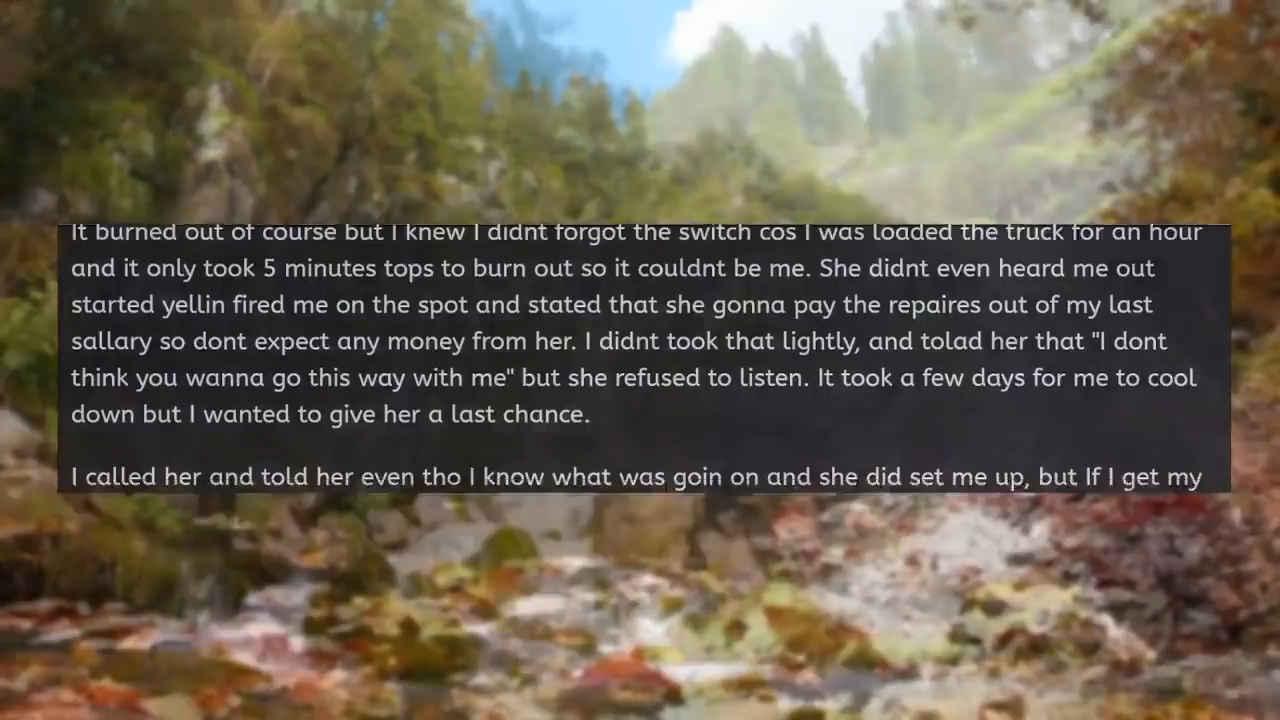 It burned out of course but I knew I didnt forgot the switch cos I was loaded the truck for an hour
and it only took 5 minutes tops to burn out so it couldnt be me. She didnt even heard me out
started yellin fired me on the spot and stated that she gonna pay the repaires out of my last
sallary so dont expect any money from her. I didnt took that lightly, and tolad her that "I dont
think you wanna go this way with me" but she refused to listen. It took a few days for me to cool
down but I wanted to give her a last chance.
I called her and told her even tho I know what was goin on and she did set me up, but If I get my